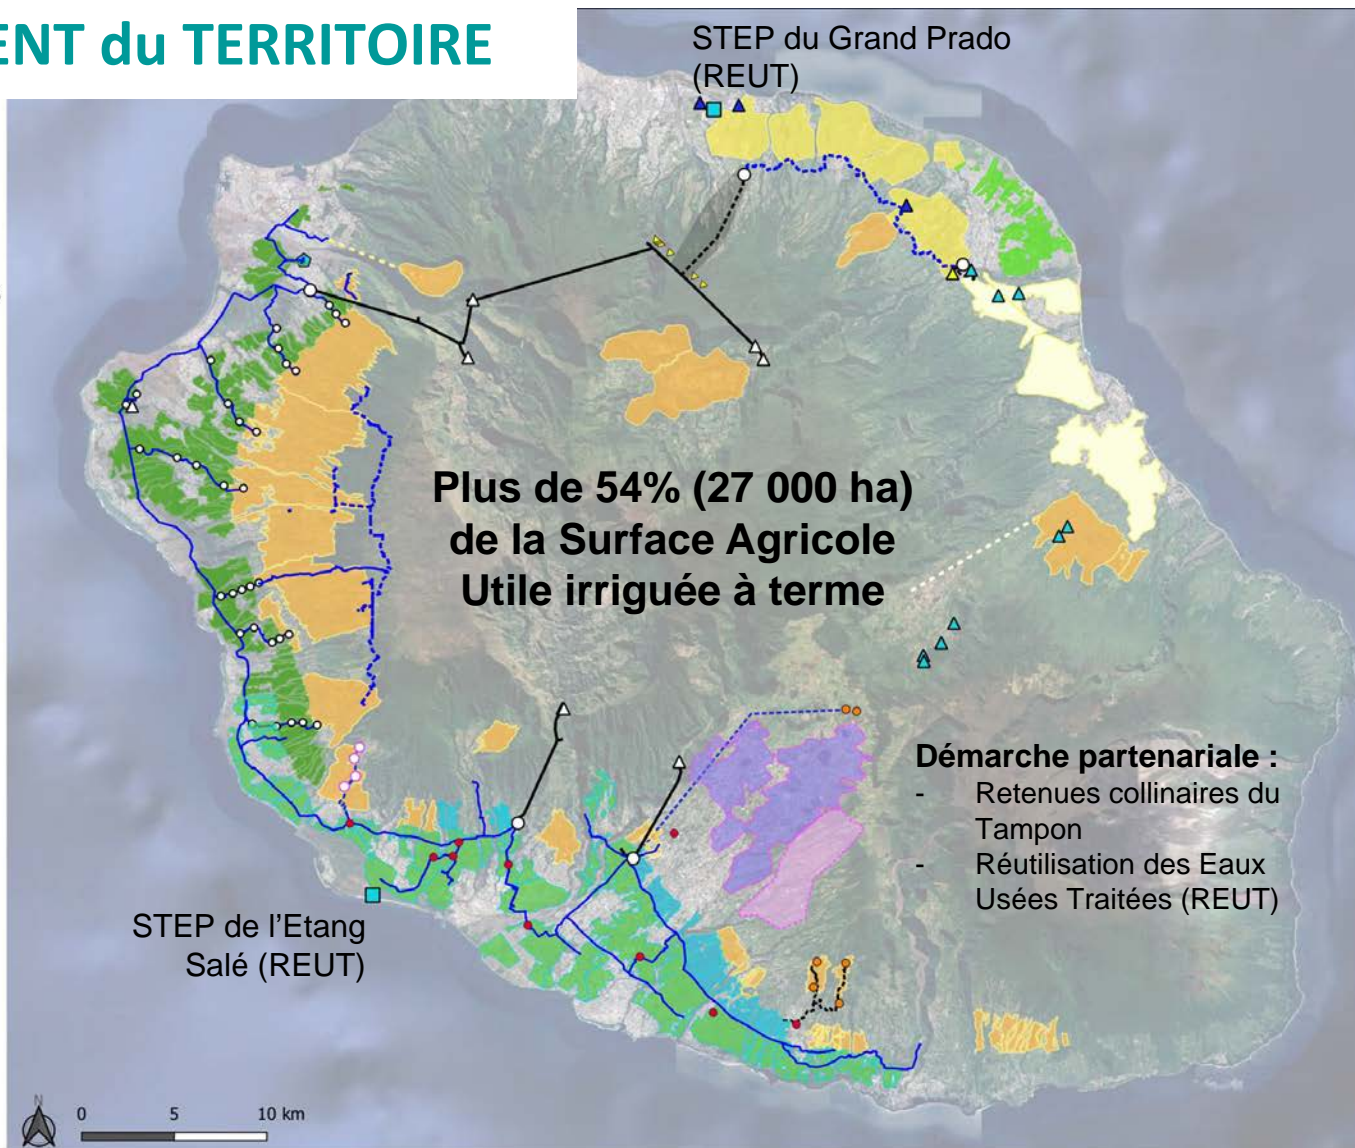 ENT du TERRITOIRE
STEP du Grand Prado
(REUT)
Plus de 54% (27 000 ha)
de la Surface Agricole
Utile irriguée à terme
Démarche partenariale :
- Retenues collinaires du
Tampon
- Réutilisation des Eaux
Usées Traitées (REUT)
STEP de l'Etang
Salé (REUT)
0 5 10 km